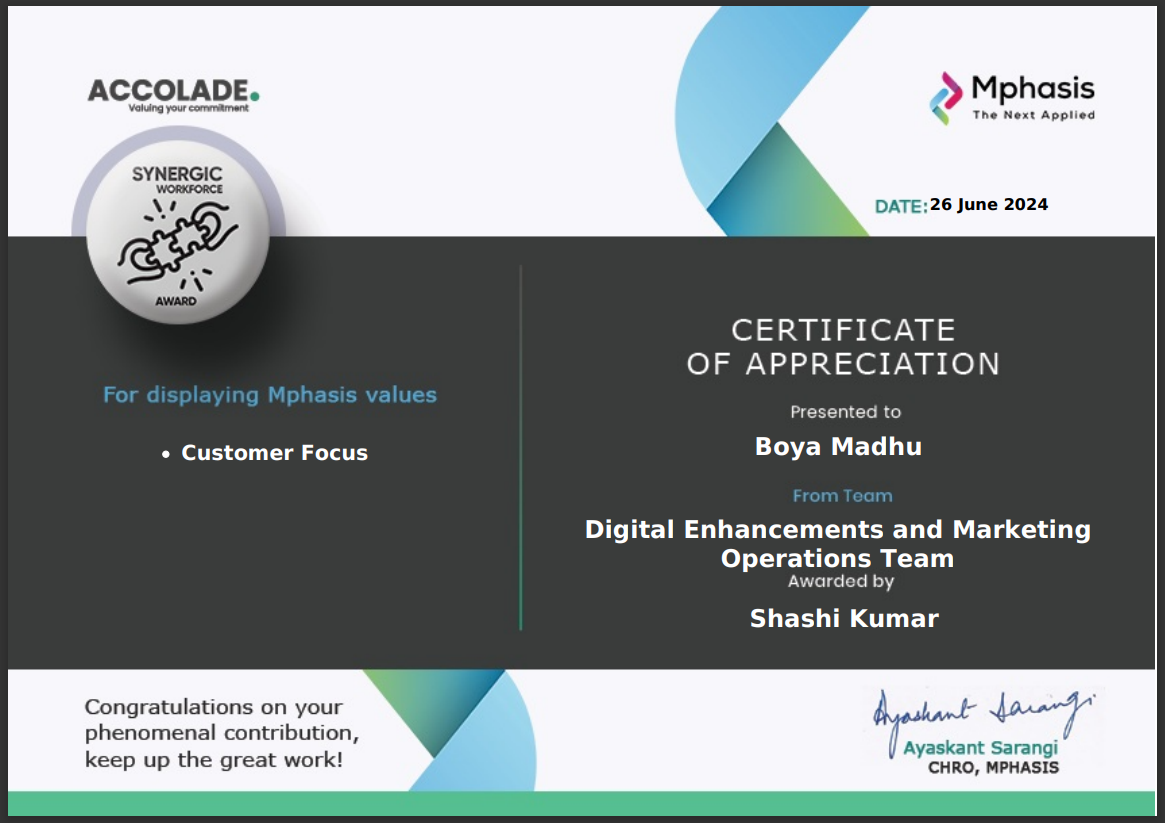 ACCOLADE.
Valuing your commitment
Mphasis
The Next Applied
SYNERGIC
WORKFORCE
AWARD
DATE: 26 June 2024
For displaying Mphasis values
• Customer Focus
CERTIFICATE
OF APPRECIATION
Presented to
Boya Madhu
From Team
Digital Enhancements and Marketing
Operations Team
Awarded by
Shashi Kumar
Congratulations on your
phenomenal contribution,
keep up the great work!
Ayaskant Sarangi
Ayaskant Sarangi
CHRO, MPHASIS